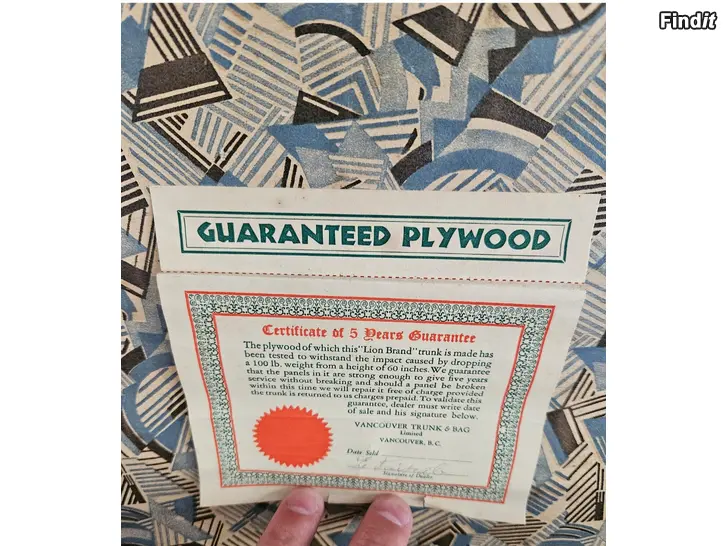 Findit
GUARANTEED PLYWOOD
Certificate of 5 Years Guarantee
The plywood of which this "Lion Brand" trunk is made has
been tested to withstand the impact caused by dropping
a 100 lb. weight from a height of 60 inches. We guarantee
that the panels in it are strong enough to give five years
service without breaking and should a panel be broken
within this time we will repair it free of charge provided
the trunk is returned to us charges prepaid. To validate this
guarantee, dealer must write date
of sale and his signature below.
VANCOUVER TRUNK & BAG
Limited
VANCOUVER, B. C.
Date Sold
Signature of Dealer